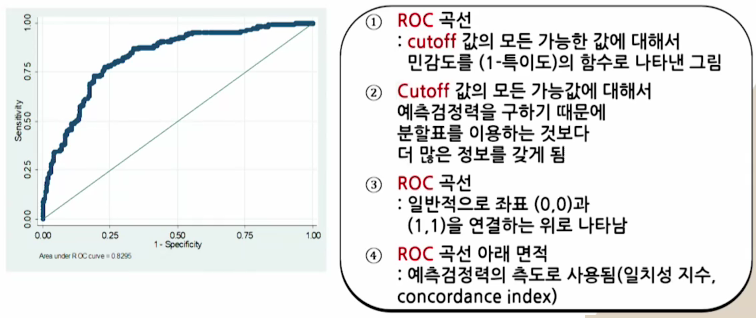 1.00
0.75
0.50
0.25
0.00
Sensitivity
0.00
0.25
0.50
0.75
1.00
1 - Specificity
Area under ROC curve = 0.8295
① ROC 곡선
: cutoff 값의 모든 가능한 값에 대해서
민감도를 (1-특이도)의 함수로 나타낸 그림
② Cutoff 값의 모든 가능값에 대해서
예측검정력을 구하기 때문에
분할표를 이용하는 것보다
더 많은 정보를 갖게 됨
③ ROC 곡선
: 일반적으로 좌표 (0,0)과
(1,1)을 연결하는 위로 나타남
④ ROC 곡선 아래 면적
: 예측검정력의 측도로 사용됨(일치성 지수,
concordance index)